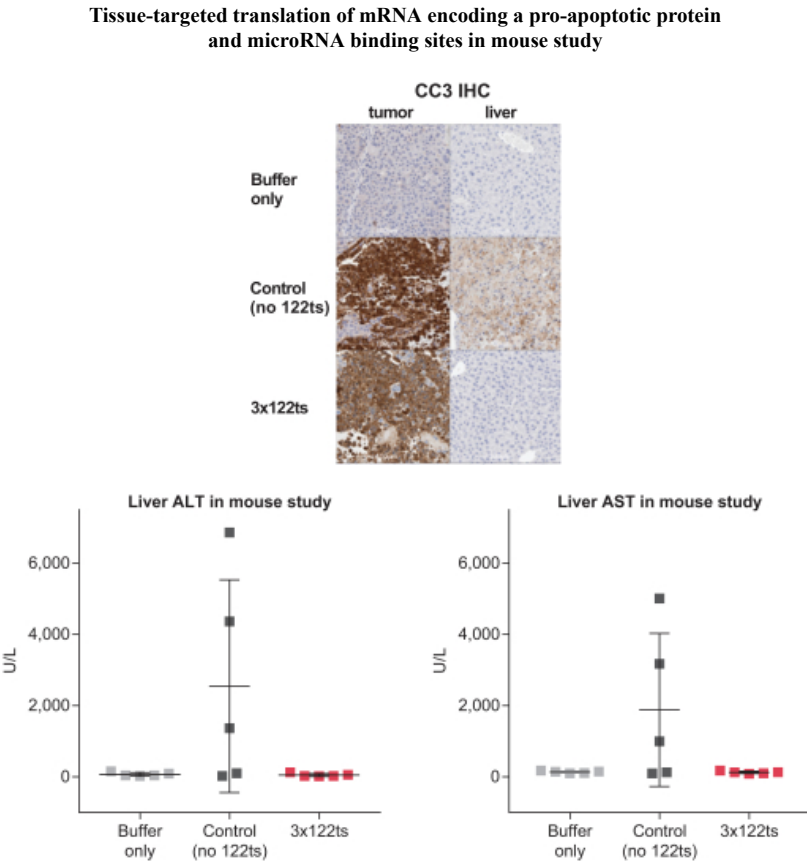 Tissue-targeted translation of mRNA encoding a pro-apoptotic protein
and microRNA binding sites in mouse study
CC3 IHC
tumor liver
Buffer
only
Control
(no 122ts)
3x122ts
Liver ALT in mouse study
6,000
4,000
2,000
0
U/L
Buffer
only
Control
(no 122ts)
3x122ts
Liver AST in mouse study
6,000
4,000
2,000
0
U/L
Buffer
only
Control
(no 122ts)
3x122ts